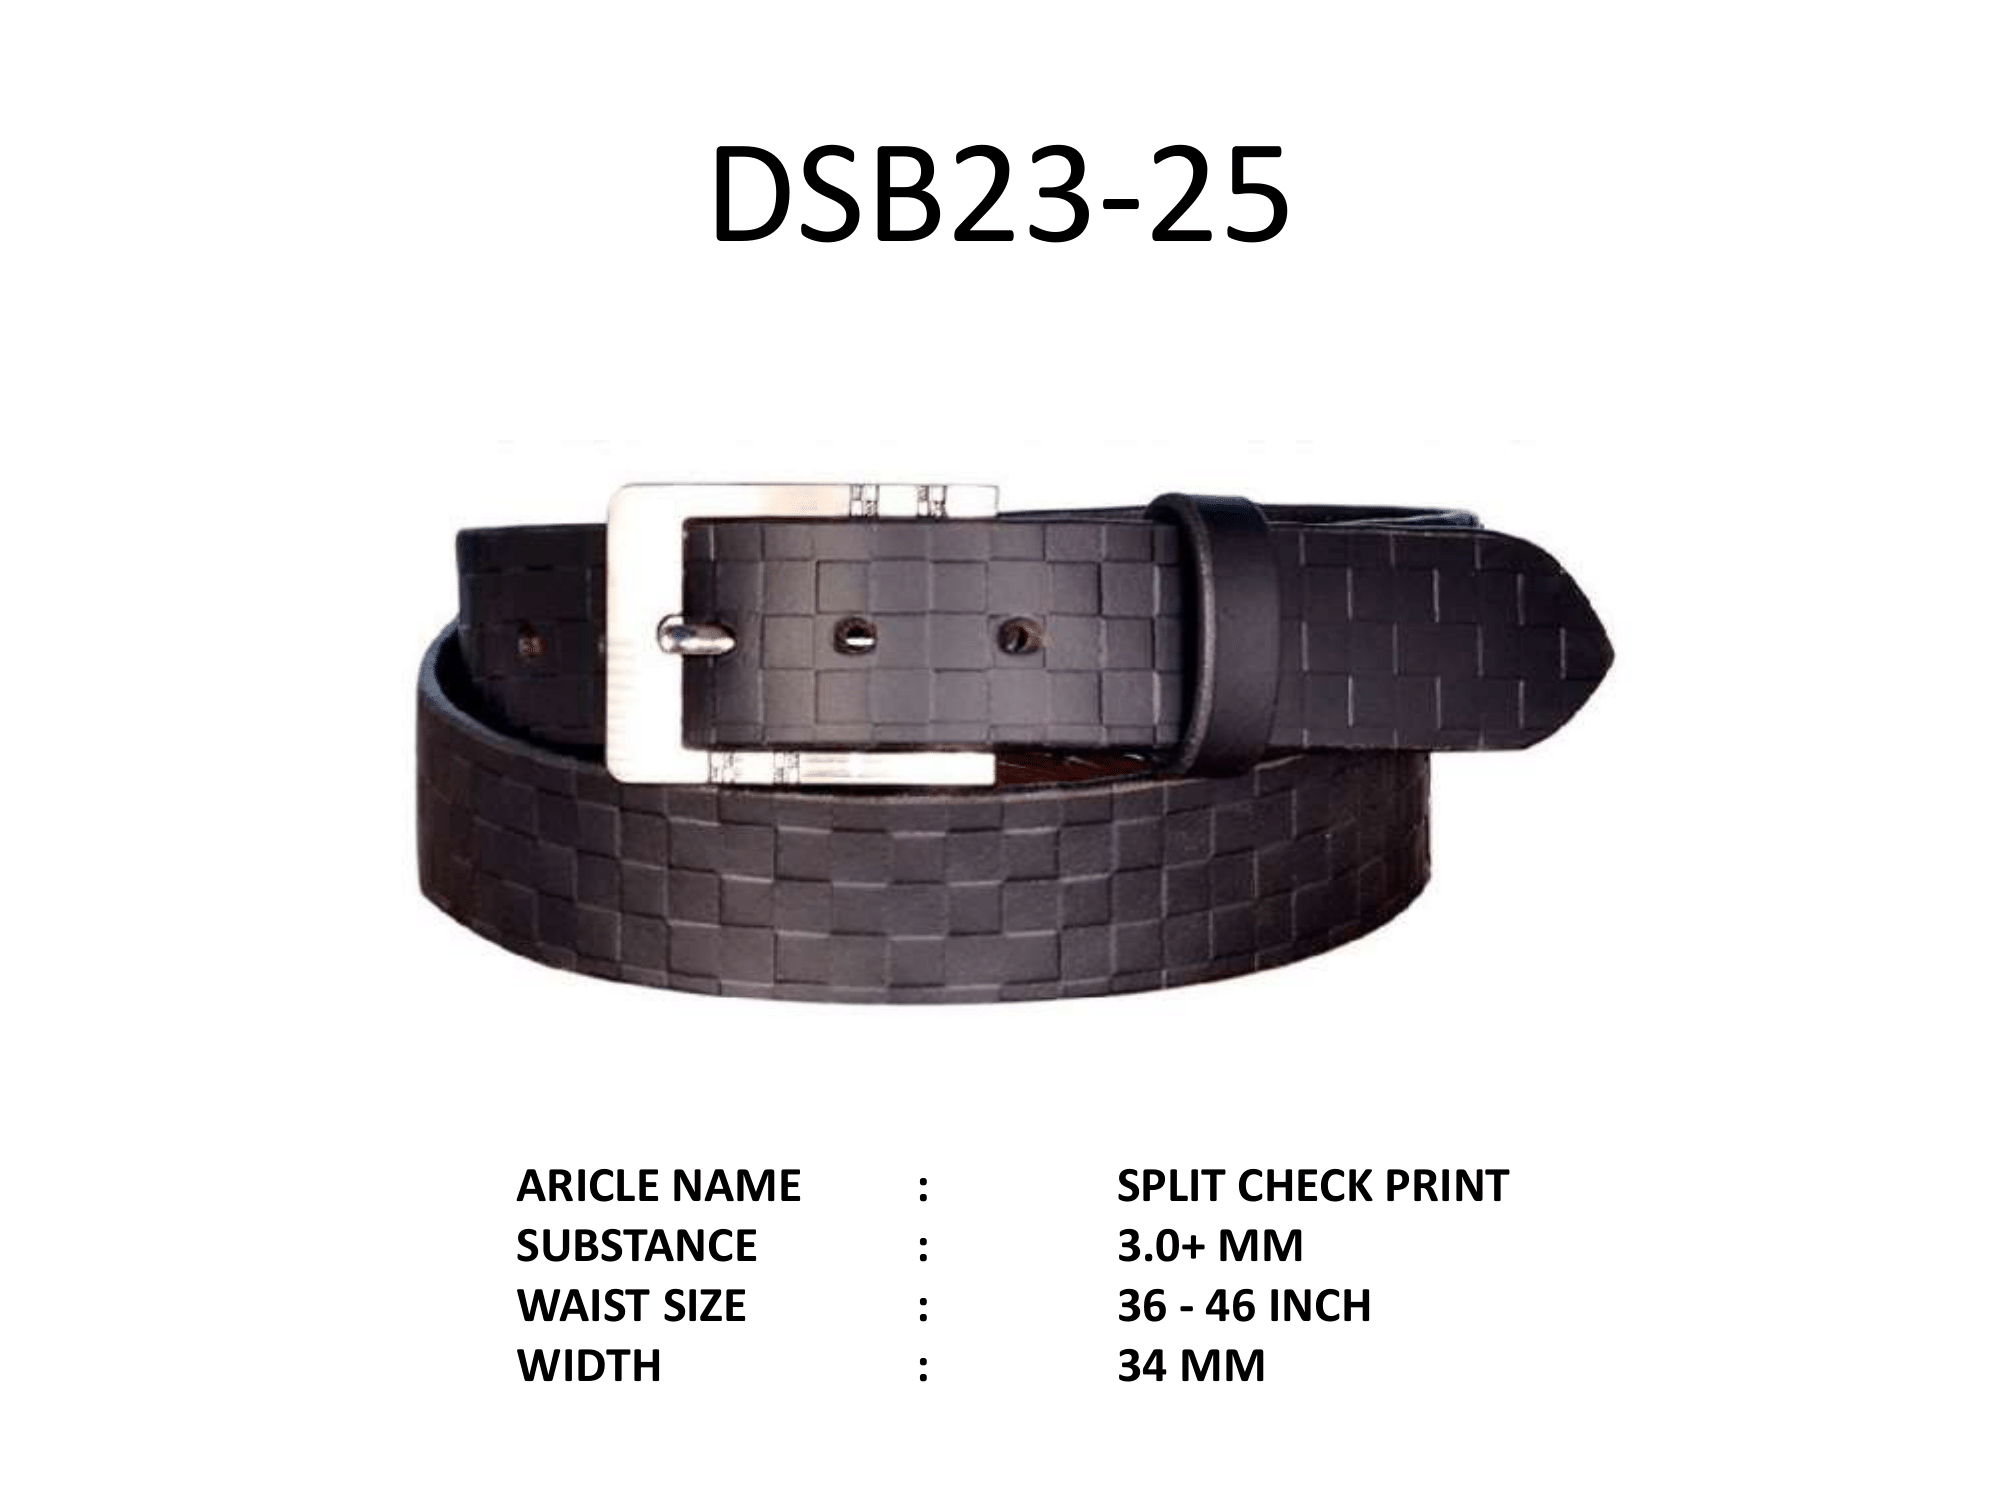 DSB23-25
ARICLE NAME : SPLIT CHECK PRINT
SUBSTANCE : 3.0+ MM
WAIST SIZE : 36 - 46 INCH
WIDTH : 34 MM